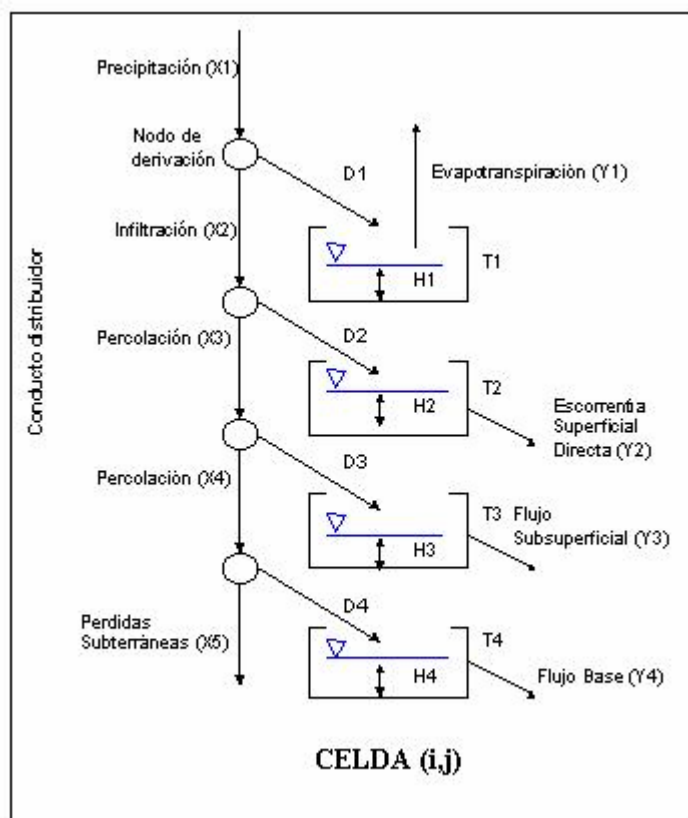 Precipitación (X1)
Nodo de
derivación
D1
Evapotranspiración (Y1)
Infiltración (X2)
T1
H1
Conducto distribuidor
Percolación (X3)
D2
T2
H2
Escorrentía
Superficial
Directa (Y2)
Percolación (X4)
D3
T3 Flujo
Subsuperficial (Y3)
H3
D4
Perdidas
Subterráneas (X5)
T4
H4
Flujo Base (Y4)
CELDA (i,j)